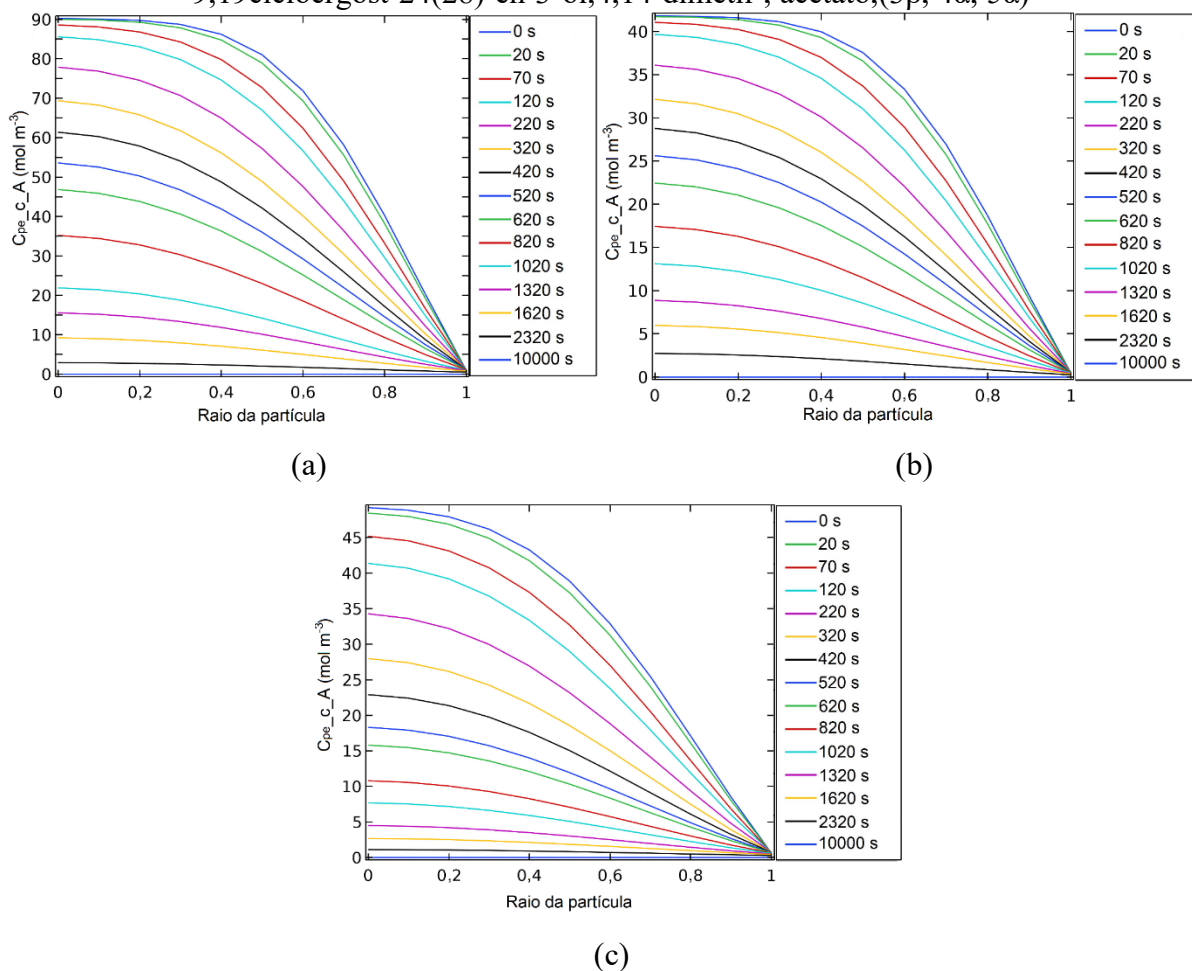 9,19cicloergost-24(28)-en-3-ol,4,14-dimetil-, acetato,(3β, 4α, 5α)
Cpe_c_A (mol m⁻³)
90
80
70
60
50
40
30
20
10
0
0 0,2 0,4 0,6 0,8 1
Raio da partícula
0 s
20 s
70 s
120 s
220 s
320 s
420 s
520 s
620 s
820 s
1020 s
1320 s
1620 s
2320 s
10000 s
(a)
Cpe_c_A (mol m⁻³)
40
35
30
25
20
15
10
5
0
0 0,2 0,4 0,6 0,8 1
Raio da partícula
0 s
20 s
70 s
120 s
220 s
320 s
420 s
520 s
620 s
820 s
1020 s
1320 s
1620 s
2320 s
10000 s
(b)
Cpe_c_A (mol m⁻³)
45
40
35
30
25
20
15
10
5
0
0 0,2 0,4 0,6 0,8 1
Raio da partícula
0 s
20 s
70 s
120 s
220 s
320 s
420 s
520 s
620 s
820 s
1020 s
1320 s
1620 s
2320 s
10000 s
(c)